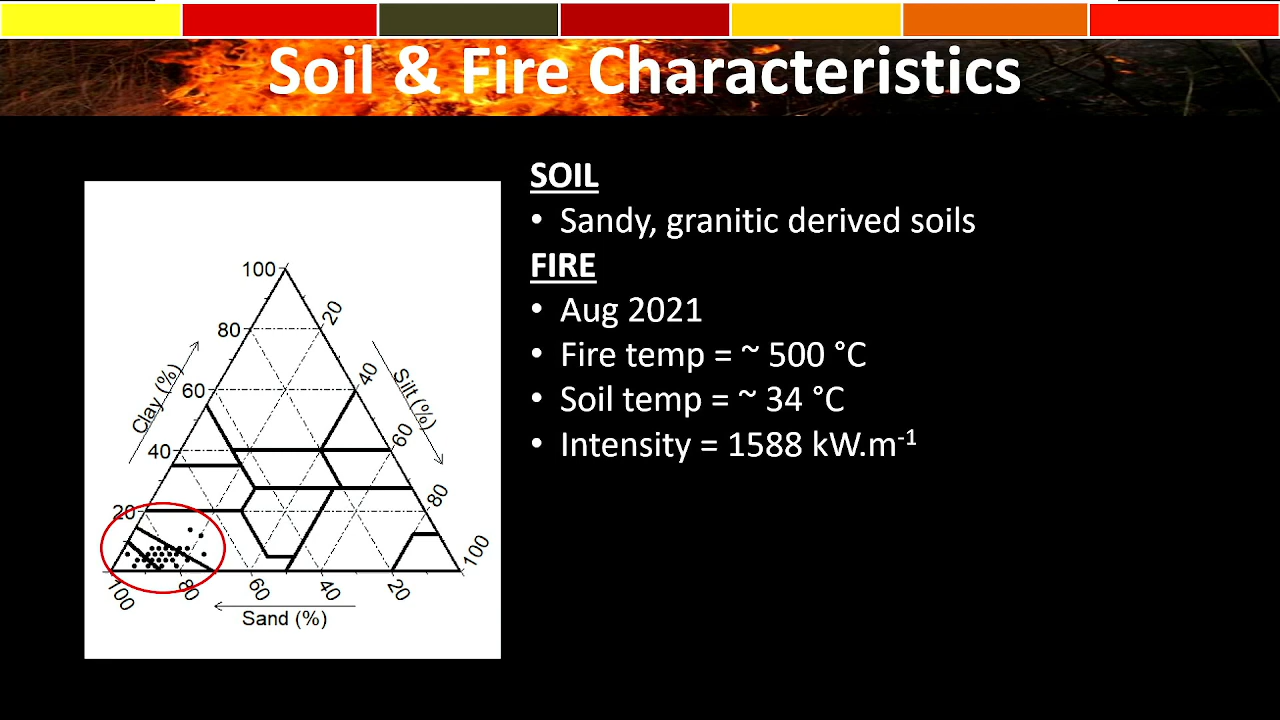 Soil & Fire Characteristics
SOIL
• Sandy, granitic derived soils
FIRE
• Aug 2021
• Fire temp = ~ 500 °C
• Soil temp = ~ 34 °C
• Intensity = 1588 kW.m-1
100
80
60
40
20
Clay (%)
20
40
60
80
100
Silt (%)
100
80
60
40
20
Sand (%)